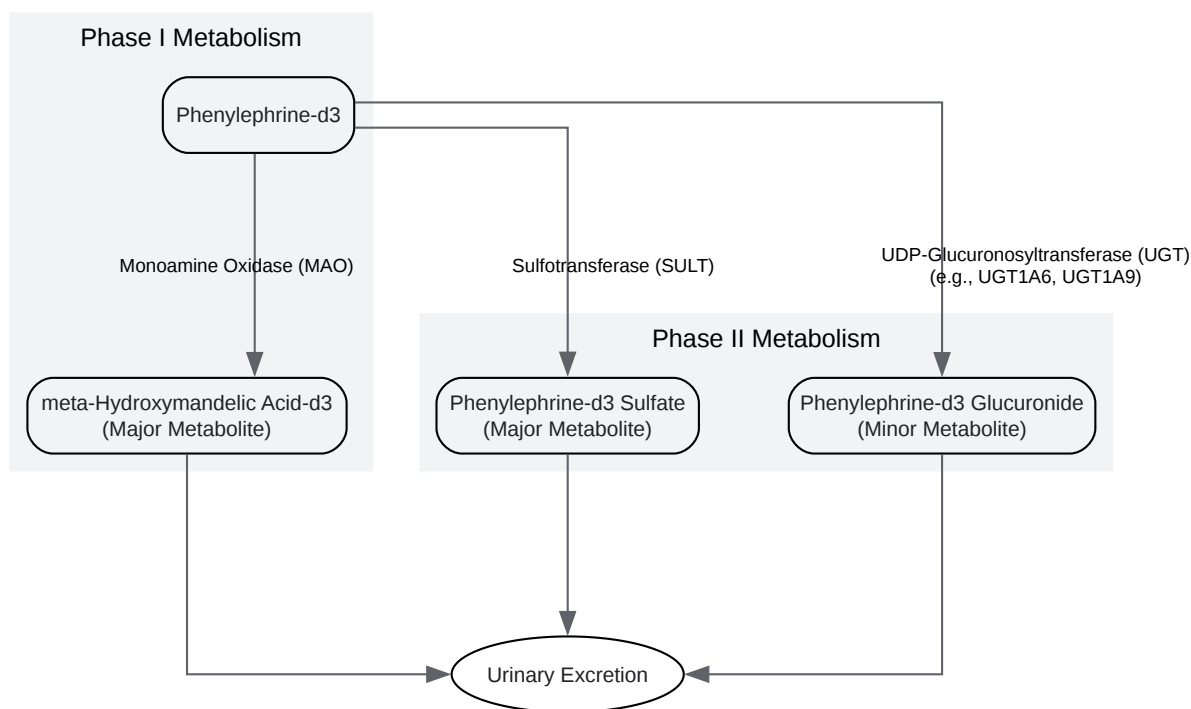 Phase I Metabolism
Phenylephrine-d3
Monoamine Oxidase (MAO)
Sulfotransferase (SULT)
UDP-Glucuronosyltransferase (UGT)
(e.g., UGT1A6, UGT1A9)
Phase II Metabolism
meta-Hydroxymandelic Acid-d3
(Major Metabolite)
Phenylephrine-d3 Sulfate
(Major Metabolite)
Phenylephrine-d3 Glucuronide
(Minor Metabolite)
Urinary Excretion